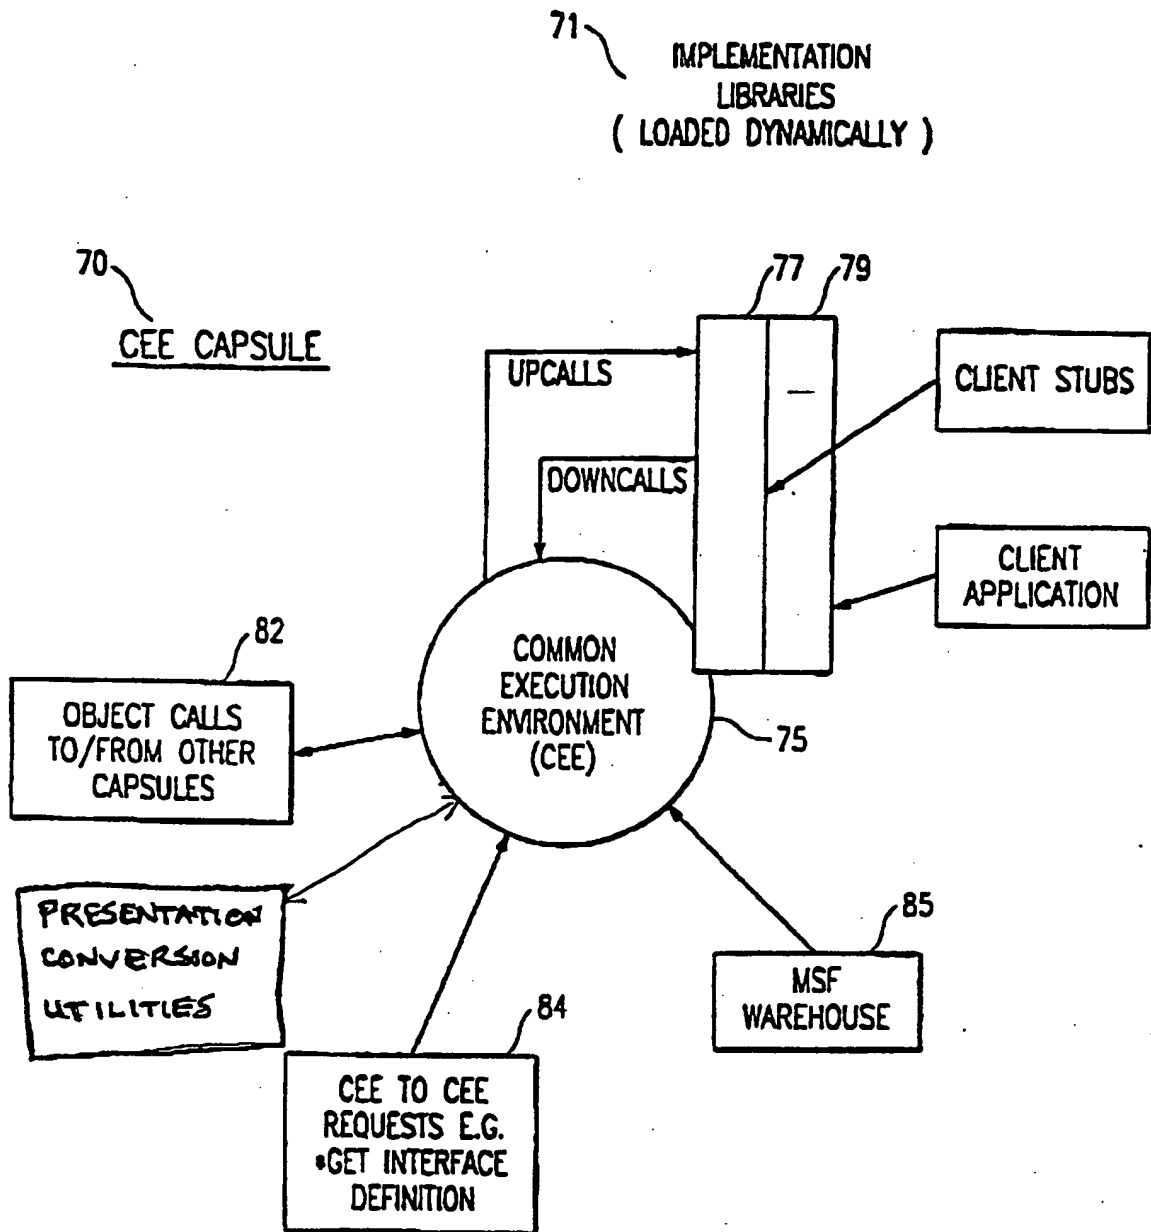 71
IMPLEMENTATION
LIBRARIES
( LOADED DYNAMICALLY )
70
CEE CAPSULE
77
79
UPCALLS
CLIENT STUBS
DOWNCALLS
CLIENT
APPLICATION
82
COMMON
EXECUTION
ENVIRONMENT
(CEE)
75
OBJECT CALLS
TO/FROM OTHER
CAPSULES
PRESENTATION
CONVERSION
UTILITIES
85
MSF
WAREHOUSE
84
CEE TO CEE
REQUESTS E.G.
*GET INTERFACE
DEFINITION